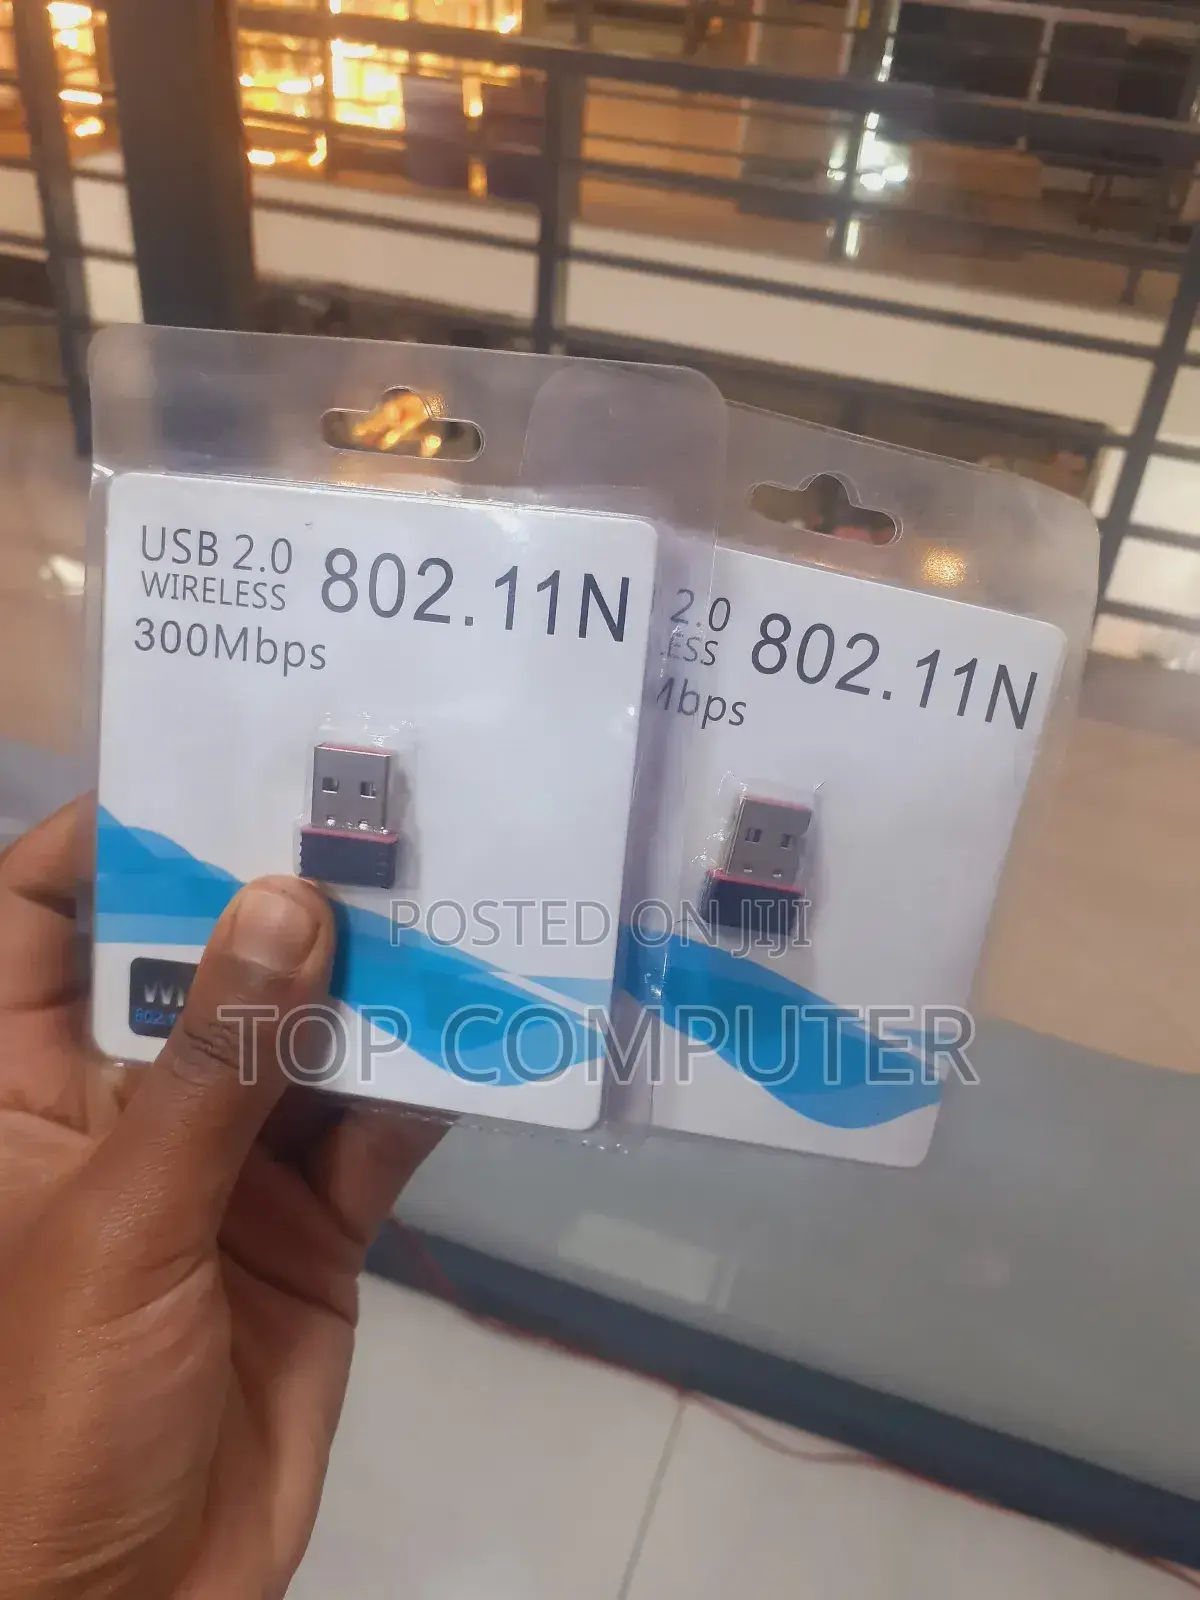 USB 2.0
WIRELESS
802.11N
300Mbps
2.0
802.11N
POSTED ON JIJI
TOP COMPUTER